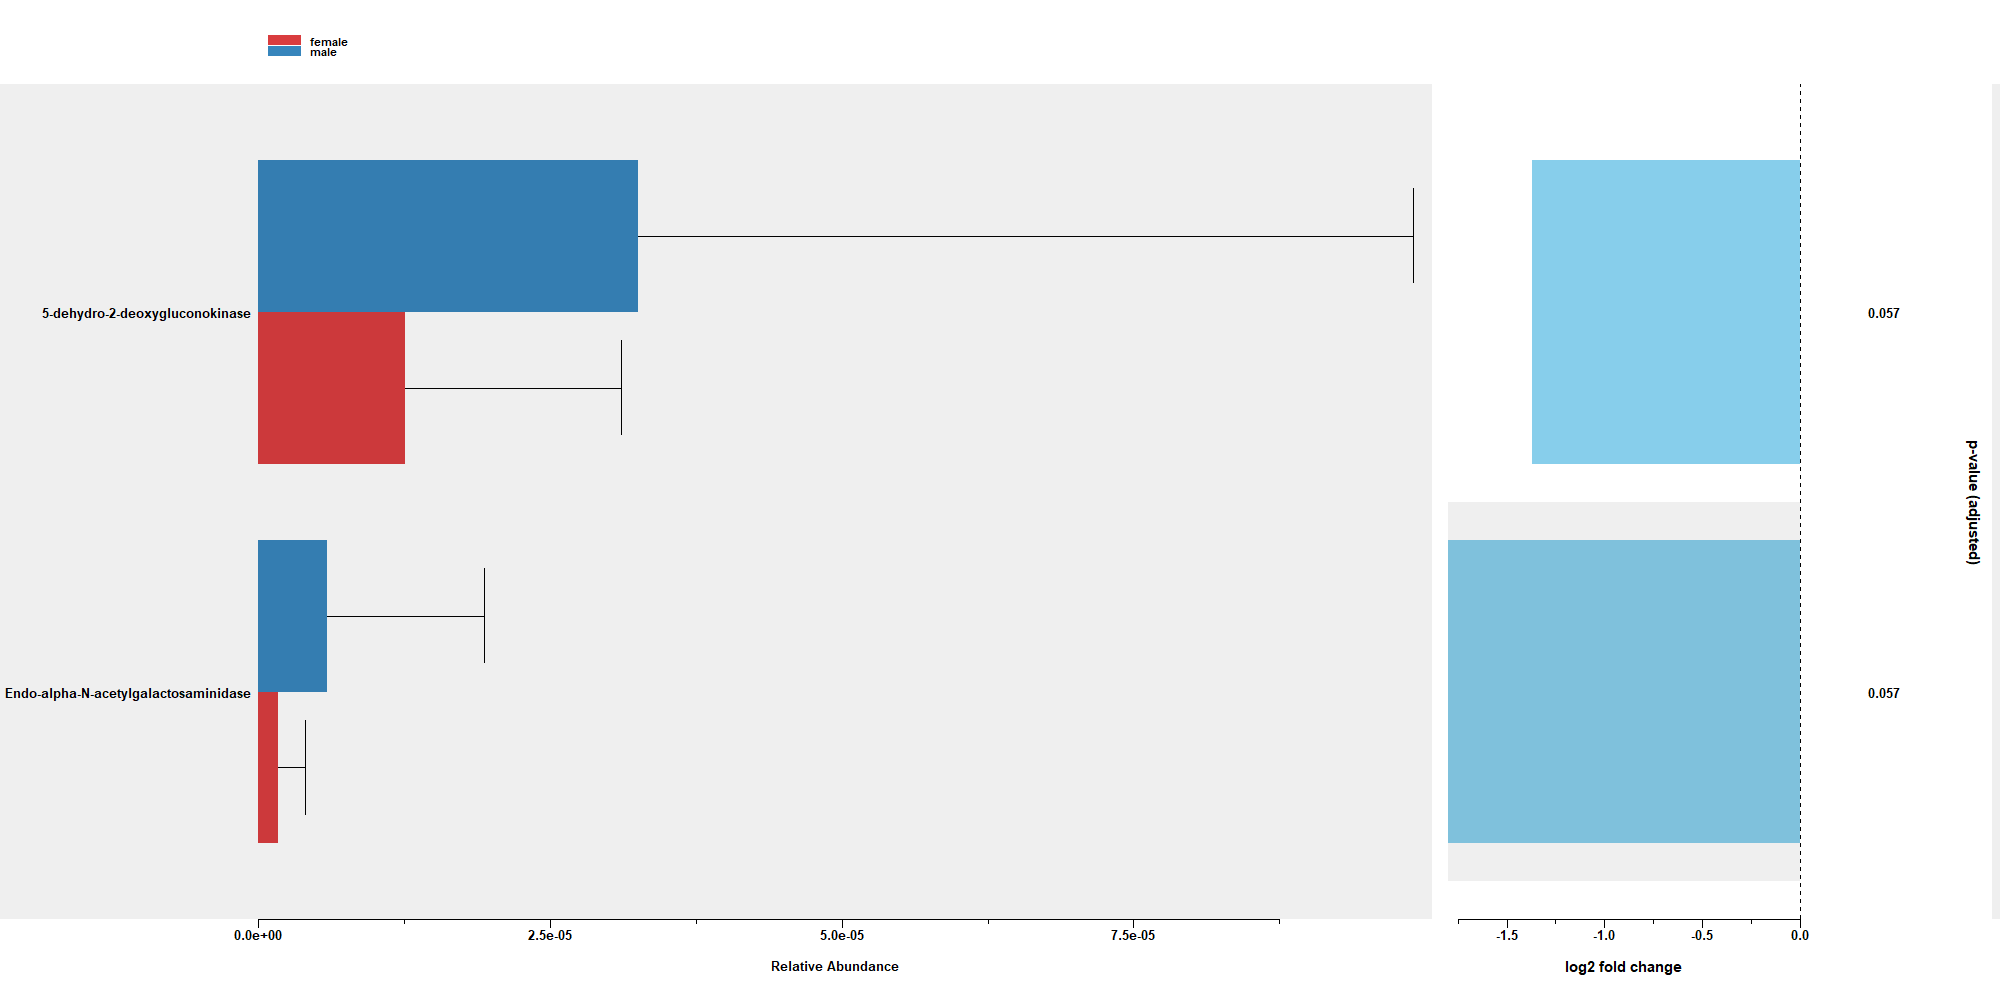 female
male
5-dehydro-2-deoxygluconokinase
0.057
Endo-alpha-N-acetylgalactosaminidase
0.057
p-value (adjusted)
0.0e+00 2.5e-05 5.0e-05 7.5e-05
Relative Abundance
-1.5 -1.0 -0.5 0.0
log2 fold change